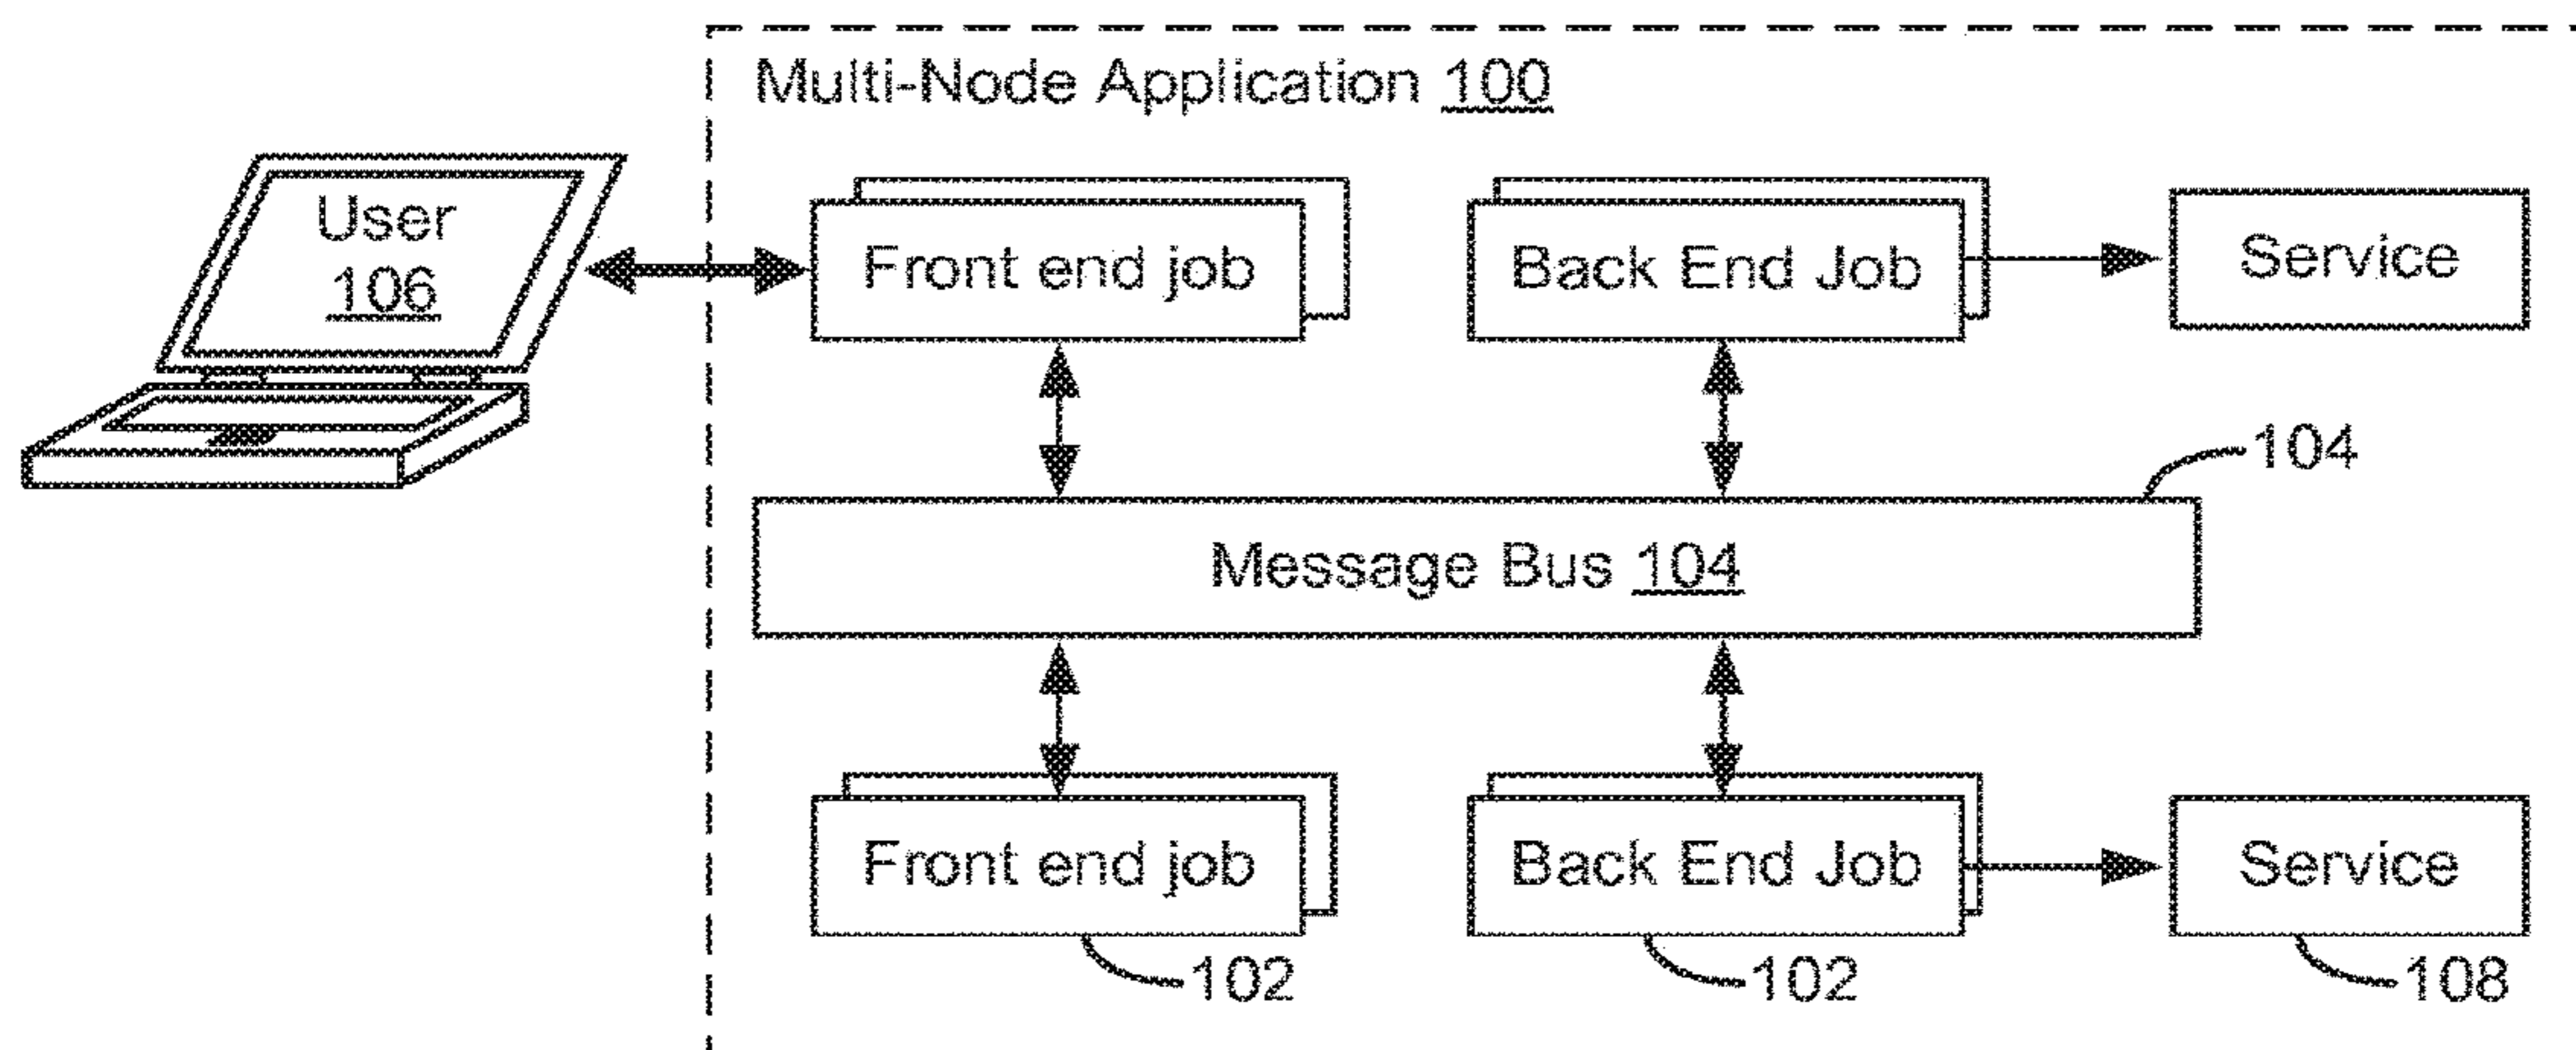 Multi-Node Application 100
User
106
Front end job
Back End Job
Service
104
Message Bus 104
Front end job
Back End Job
Service
102
102
108